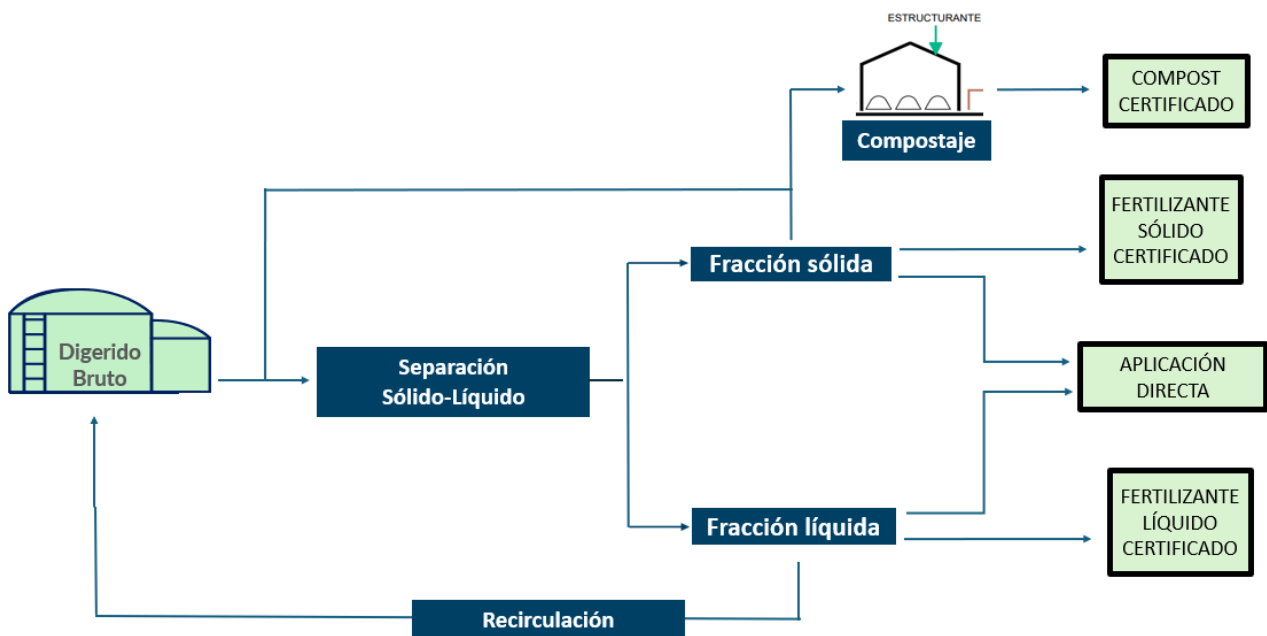 ESTRUCTURANTE
Compostaje
COMPOST
CERTIFICADO
Fracción sólida
FERTILIZANTE
SÓLIDO
CERTIFICADO
Digerido
Bruto
Separación
Sólido-Líquido
APLICACIÓN
DIRECTA
Fracción líquida
FERTILIZANTE
LÍQUIDO
CERTIFICADO
Recirculación